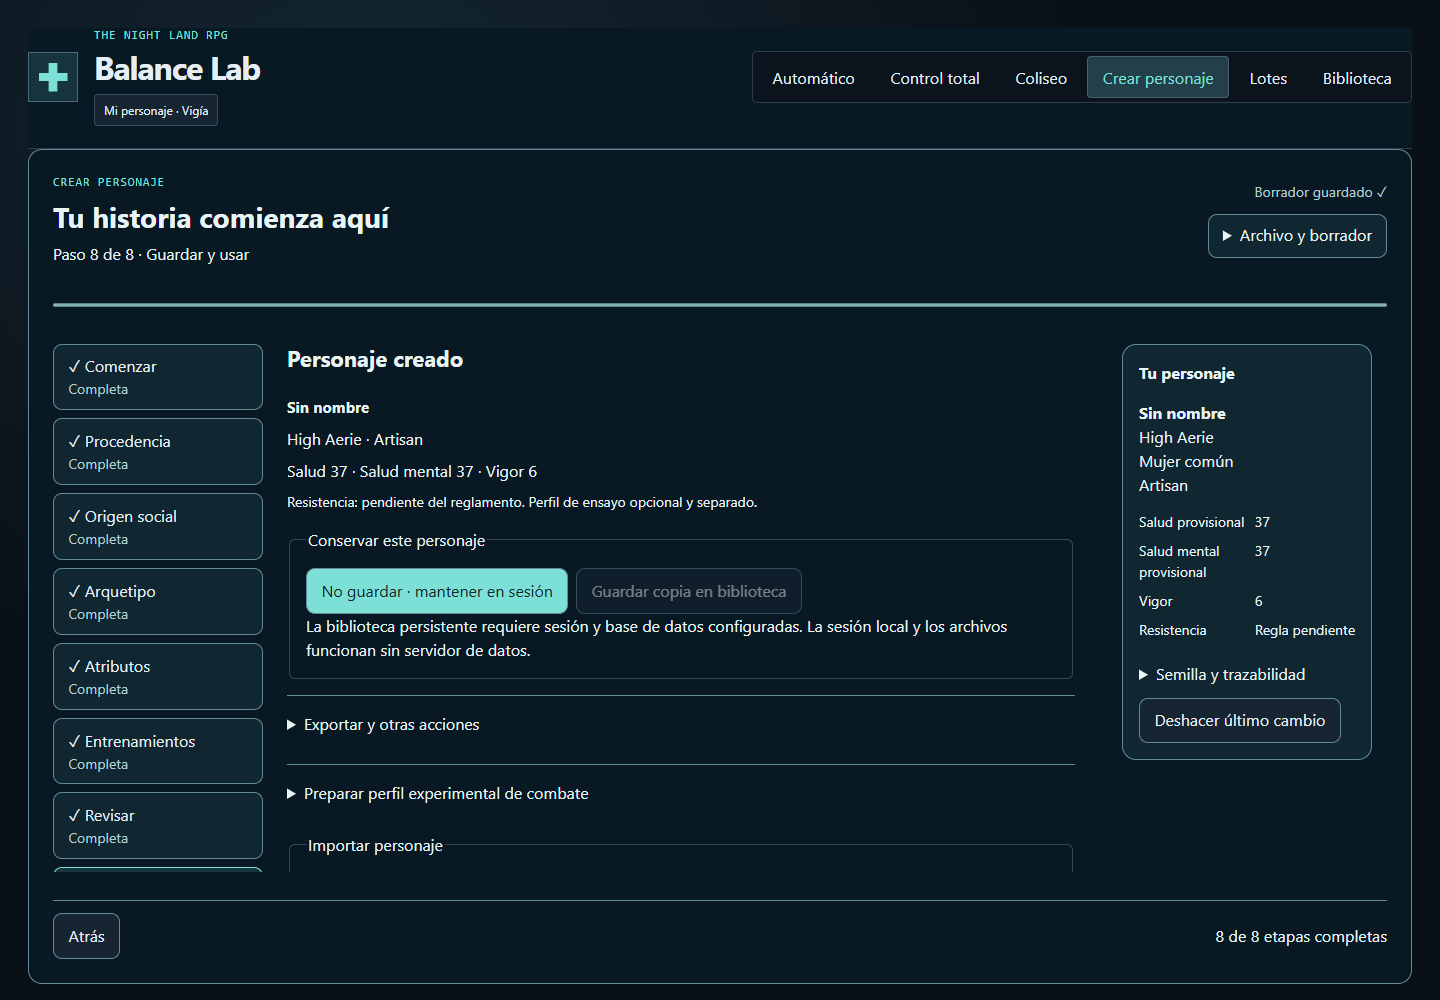 THE NIGHT LAND RPG
Balance Lab
Mi personaje · Vigía
Automático
Control total
Coliseo
Crear personaje
Lotes
Biblioteca
CREAR PERSONAJE
Tu historia comienza aquí
Paso 8 de 8 · Guardar y usar
Borrador guardado ✓
▶ Archivo y borrador
✓ Comenzar
Completa
✓ Procedencia
Completa
✓ Origen social
Completa
✓ Arquetipo
Completa
✓ Atributos
Completa
✓ Entrenamientos
Completa
✓ Revisar
Completa
Personaje creado
Sin nombre
High Aerie · Artisan
Salud 37 · Salud mental 37 · Vigor 6
Resistencia: pendiente del reglamento. Perfil de ensayo opcional y separado.
Conservar este personaje
No guardar · mantener en sesión
Guardar copia en biblioteca
La biblioteca persistente requiere sesión y base de datos configuradas. La sesión local y los archivos
funcionan sin servidor de datos.
▶ Exportar y otras acciones
▶ Preparar perfil experimental de combate
Importar personaje
Tu personaje
Sin nombre
High Aerie
Mujer común
Artisan
Salud provisional 37
Salud mental 37
provisional
Vigor 6
Resistencia Regla pendiente
▶ Semilla y trazabilidad
Deshacer último cambio
Atrás
8 de 8 etapas completas